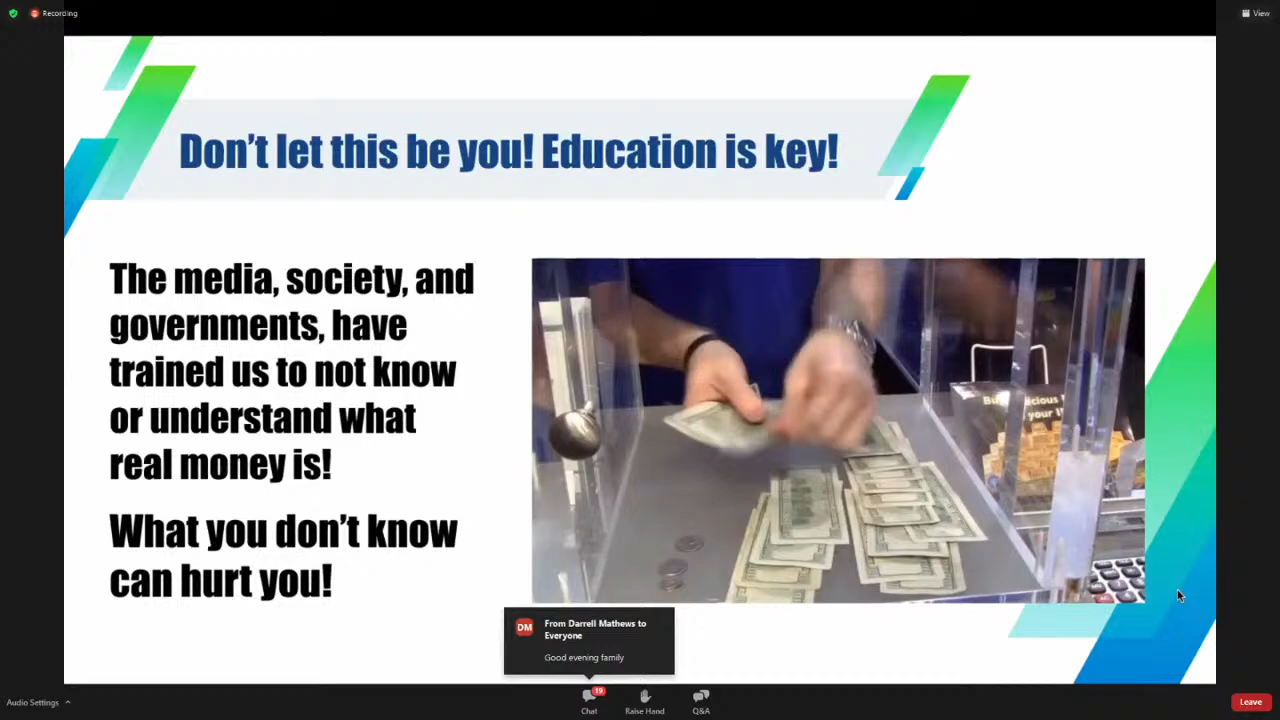 Recording
View
Don't let this be you! Education is key!
The media, society, and
governments, have
trained us to not know
or understand what
real money is!
What you don't know
can hurt you!
your
DM
From Darrell Mathews to
Everyone
Good evening family
Audio Settings
19
Chat
Raise Hand
Q&A
Leave